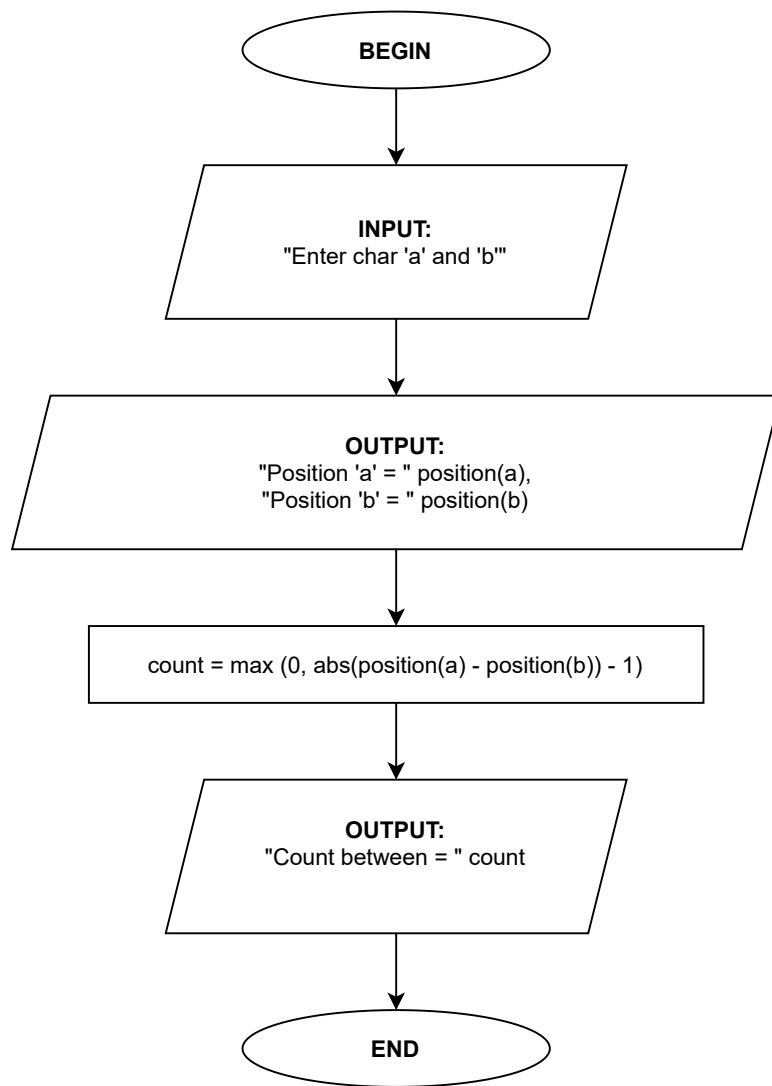 BEGIN
INPUT:
"Enter char 'a' and 'b'"
OUTPUT:
"Position 'a' = " position(a),
"Position 'b' = " position(b)
count = max (0, abs(position(a) - position(b)) - 1)
OUTPUT:
"Count between = " count
END